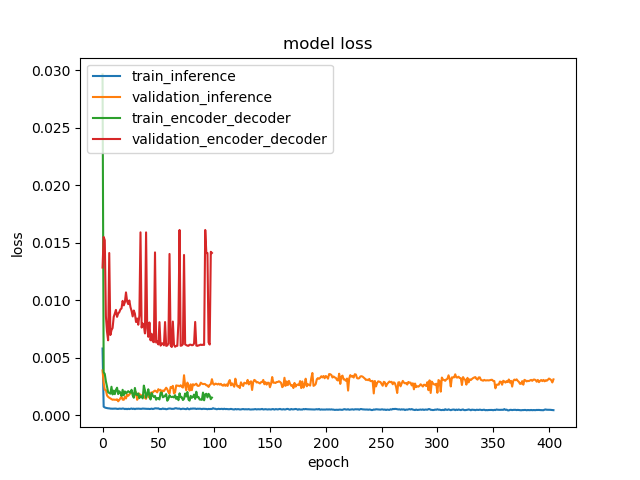 model loss
train_inference
validation_inference
train_encoder_decoder
validation_encoder_decoder
loss
0.030
0.025
0.020
0.015
0.010
0.005
0.000
0 50 100 150 200 250 300 350 400
epoch